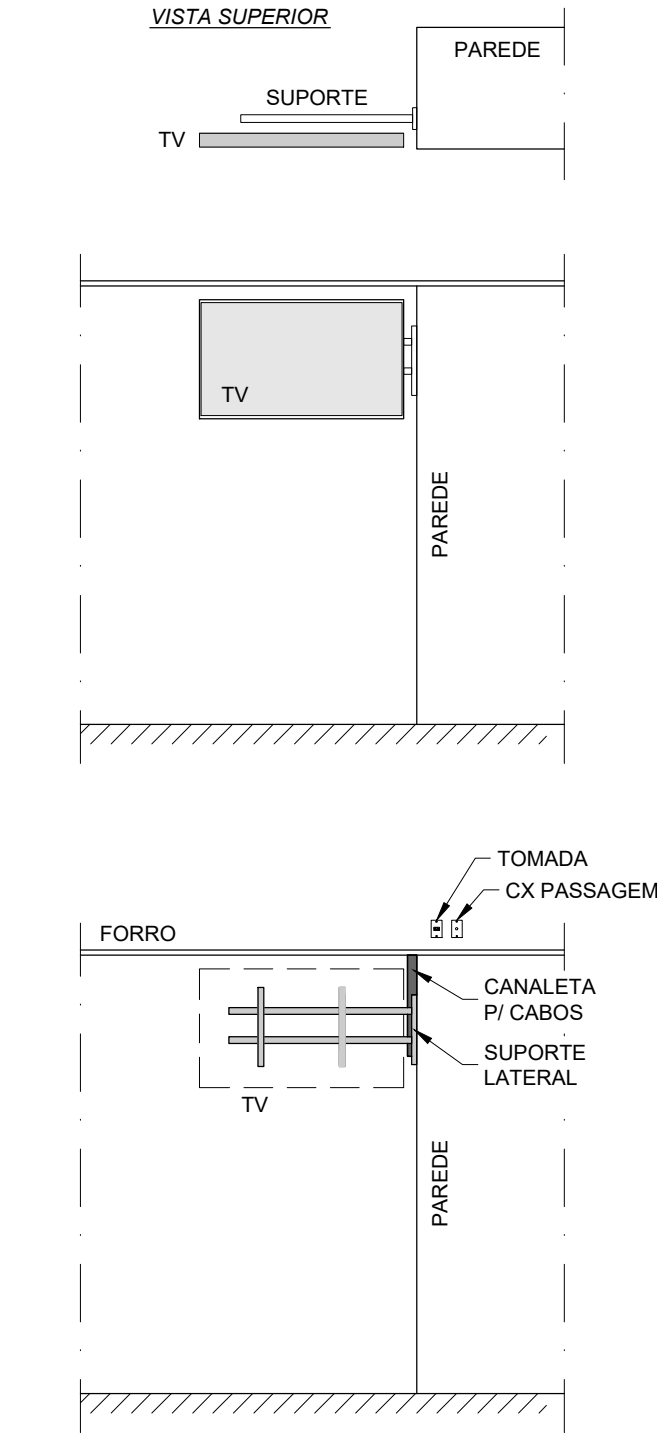 VISTA SUPERIOR
PAREDE
SUPORTE
TV
TV
PAREDE
TOMADA
CX PASSAGEM
FORRO
CANALETA
P/ CABOS
SUPORTE
LATERAL
TV
PAREDE